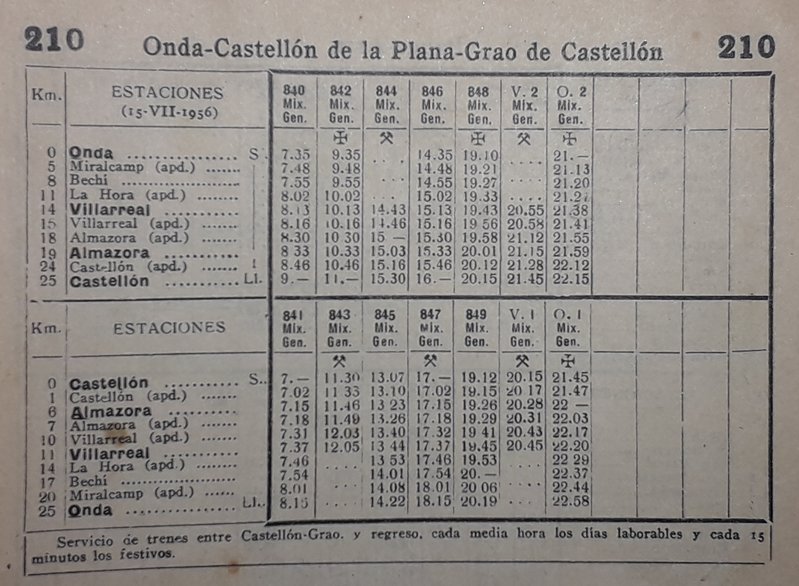 210 Onda-Castellón de la Plana-Grao de Castellón 210
Km. ESTACIONES 840 842 844 846 848 V. 2 O. 2
(15-VII-1956) Mix. Mix. Mix. Mix. Mix. Mix. Mix.
Gen. Gen. Gen. Gen. Gen. Gen. Gen.
✠ ⚒ ✠ ⚒ ✠
0 Onda .............. S. 7.35 9.35 .... 14.35 19.10 .... 21.—
5 Miralcamp (apd.) ....... 7.48 9.48 14.48 19.21 21.13
8 Bechí ...................... 7.55 9.55 .... 14.55 19.27 .... 21.20
11 La Hora (apd.) ........ 8.02 10.02 ... 15.02 19.33 .... 21.27
14 Villarreal ........... 8.13 10.13 14.43 15.13 19.43 20.55 21.38
15 Villarreal (apd.) ....... 8.16 10.16 14.46 15.16 19 56 20.58 21.41
18 Almazora (apd.) ....... 8.30 10 30 15 — 15.30 19.58 21.12 21.55
19 Almazora ........... 8 33 10.33 15.03 15.33 20.01 21.15 21.59
24 Castellón (apd.) ....... 8.46 10.46 15.16 15.46 20.12 21.28 22.12
25 Castellón ........... Ll. 9.— 11.— 15.30 16.— 20.15 21.45 22.15
Km. ESTACIONES 841 843 845 847 849 V. 1 O. 1
Mix. Mix. Mix. Mix. Mix. Mix. Mix.
Gen. Gen. Gen. Gen. Gen. Gen. Gen.
⚒ ⚒ ⚒ ✠
0 Castellón ........... S.. 7.— 11.30 13.07 17.— 19.12 20.15 21.45
1 Castellón (apd.) ....... 7.02 11 33 13.10 17.02 19.15 20 17 21.47
6 Almazora .......... 7.15 11.46 13 23 17.15 19.26 20.28 22 —
7 Almazora (apd.) ....... 7.18 11.49 13.26 17.18 19.29 20.31 22.03
10 Villarreal (apd.) ....... 7.31 12.03 13.40 17.32 19 41 20.43 22.17
11 Villarreal ........... 7.37 12.05 13 44 17.37 19.45 20.45 22.20
14 La Hora (apd.) ........ 7.46 .... 13 53 17.46 19.53 .... 22 29
17 Bechí ...................... 7.54 14.01 17.54 20.— 22.37
20 Miralcamp (apd.) ...... 8.01 .... 14.08 18.01 20 06 .... 22.44
25 Onda .............. Ll.. 8.15 .... 14.22 18.15 20.19 .... 22.58
Servicio de trenes entre Castellón-Grao. y regreso, cada media hora los días laborables y cada 15
minutos los festivos.